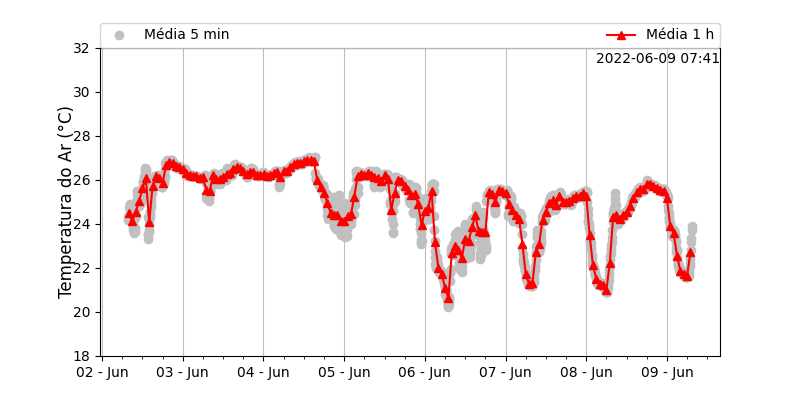 Média 5 min
Média 1 h
2022-06-09 07:41
Temperatura do Ar (°C)
32
30
28
26
24
22
20
18
02 - Jun
03 - Jun
04 - Jun
05 - Jun
06 - Jun
07 - Jun
08 - Jun
09 - Jun